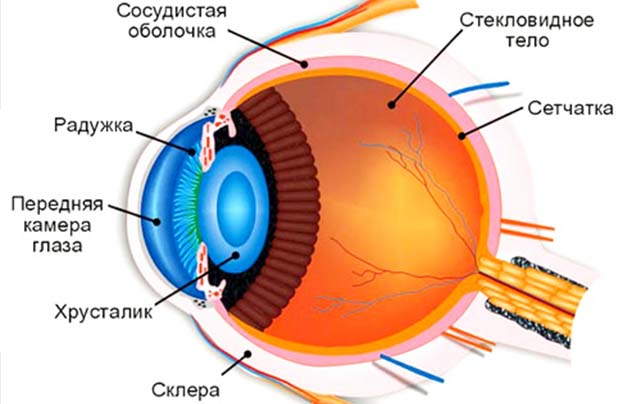 Сосудистая
оболочка
Стекловидное
тело
Сетчатка
Радужка
Передняя
камера
глаза
Хрусталик
Склера